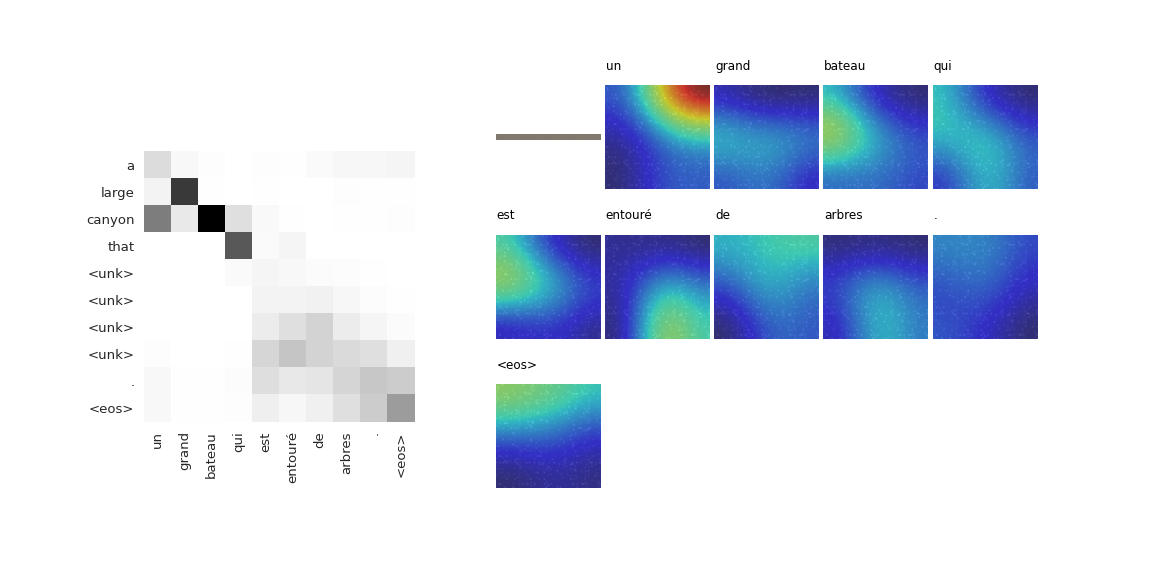 a
large
canyon
that
<unk>
<unk>
<unk>
<unk>
.
<eos>
un grand bateau qui est entouré de arbres . <eos>
un grand bateau qui
est entouré de arbres .
<eos>